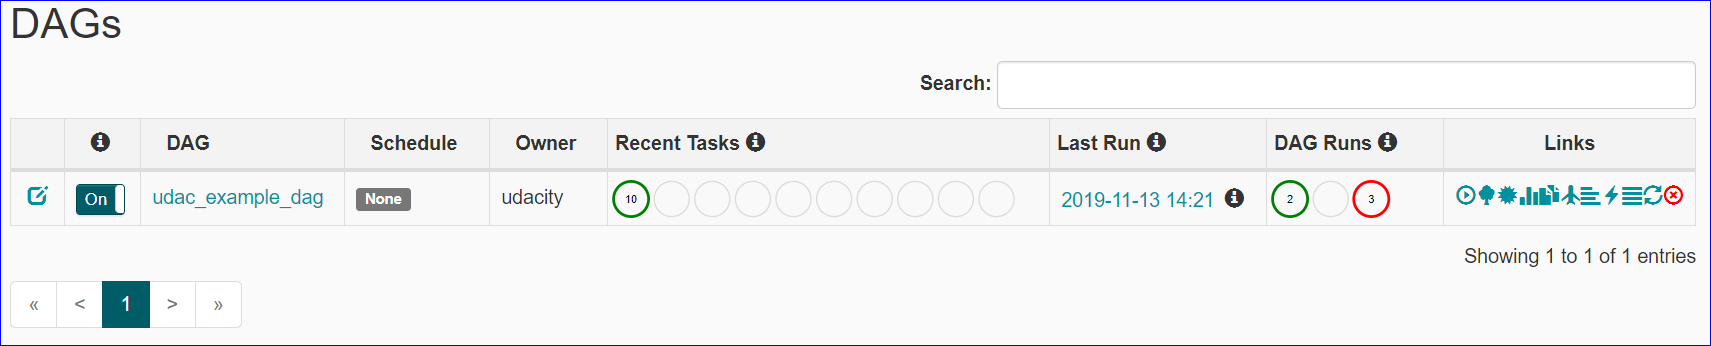 DAGs
Search:
DAG Schedule Owner Recent Tasks Last Run DAG Runs Links
On udac_example_dag None udacity 10 2019-11-13 14:21 2 3
Showing 1 to 1 of 1 entries
« < 1 > »